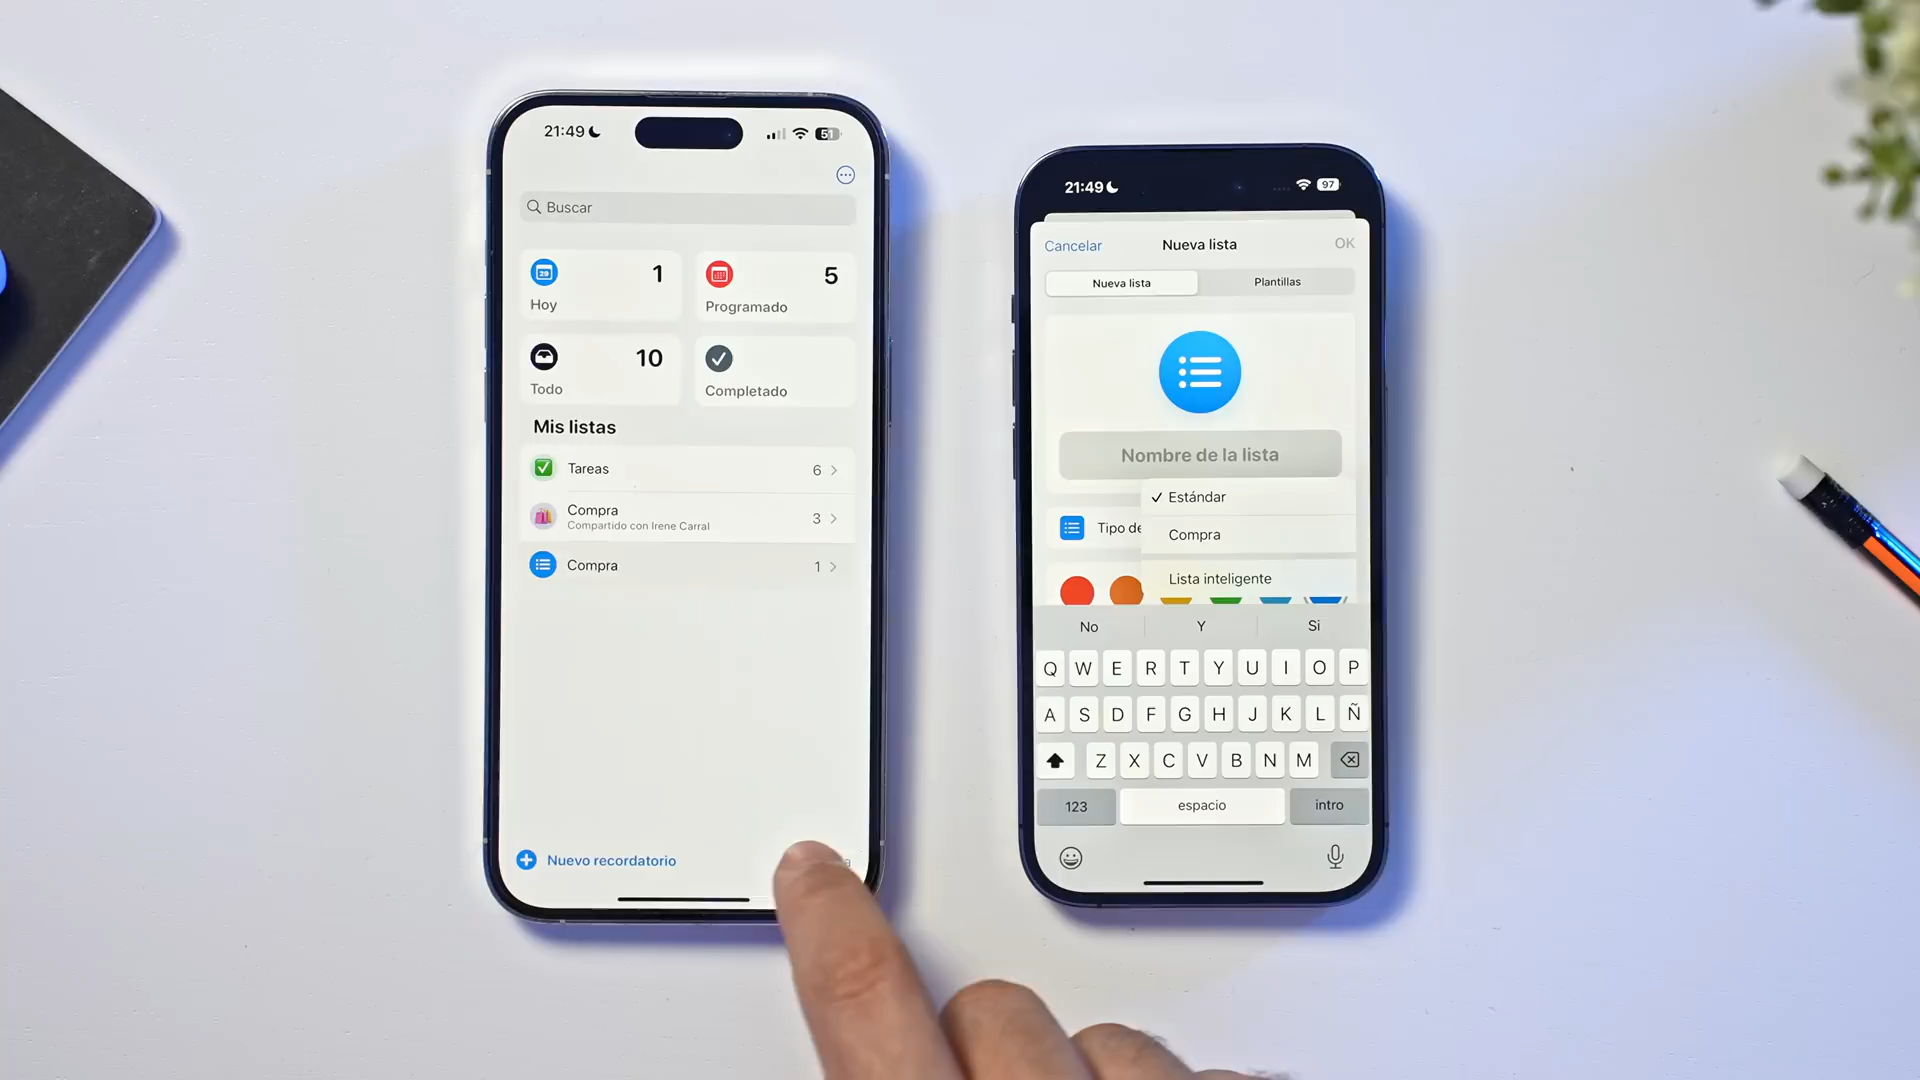 21:49
51
Buscar
29
1
Hoy
5
Programado
10
Todo
Completado
Mis listas
Tareas
6
Compra
Compartido con Irene Carral
3
Compra
1
Nuevo recordatorio
21:49
97
Cancelar
Nueva lista
OK
Nueva lista
Plantillas
Nombre de la lista
Estándar
Tipo de
Compra
Lista inteligente
No Y Si
Q W E R T Y U I O P
A S D F G H J K L Ñ
Z X C V B N M
123 espacio intro